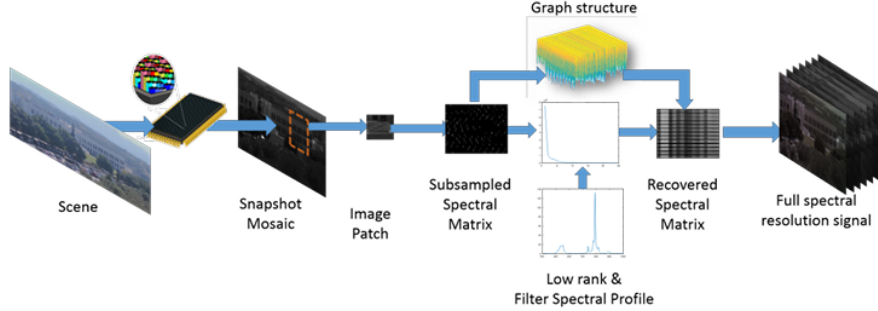 Graph structure
Scene
Snapshot
Mosaic
Image
Patch
Subsampled
Spectral
Matrix
Low rank &
Filter Spectral Profile
Recovered
Spectral
Matrix
Full spectral
resolution signal